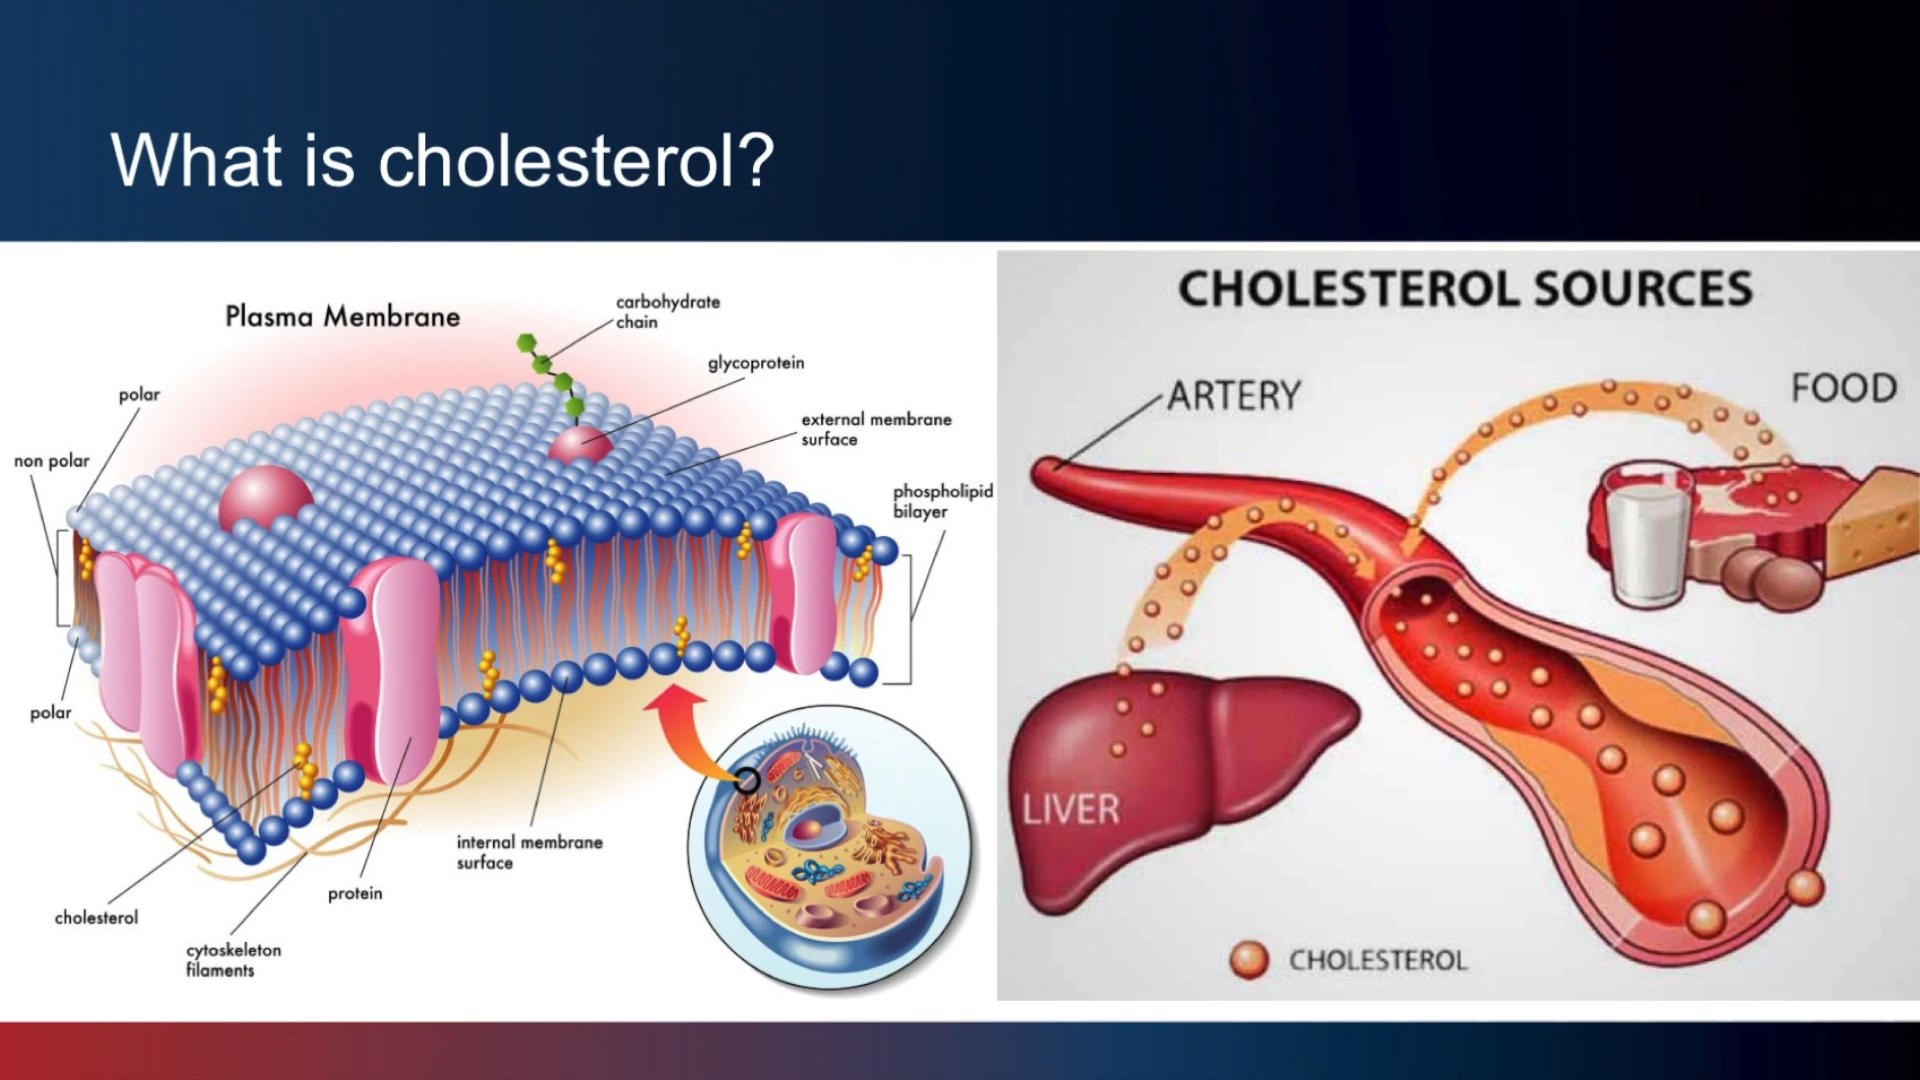 What is cholesterol?
Plasma Membrane
carbohydrate
chain
glycoprotein
polar
external membrane
surface
non polar
phospholipid
bilayer
polar
internal membrane
surface
protein
cholesterol
cytoskeleton
filaments
CHOLESTEROL SOURCES
ARTERY
FOOD
LIVER
CHOLESTEROL